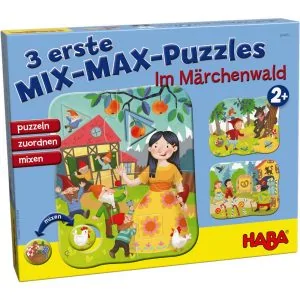 3 erste
MIX-MAX-Puzzles
Im Märchenwald
2+
puzzeln
zuordnen
mixen
mixen
HABA